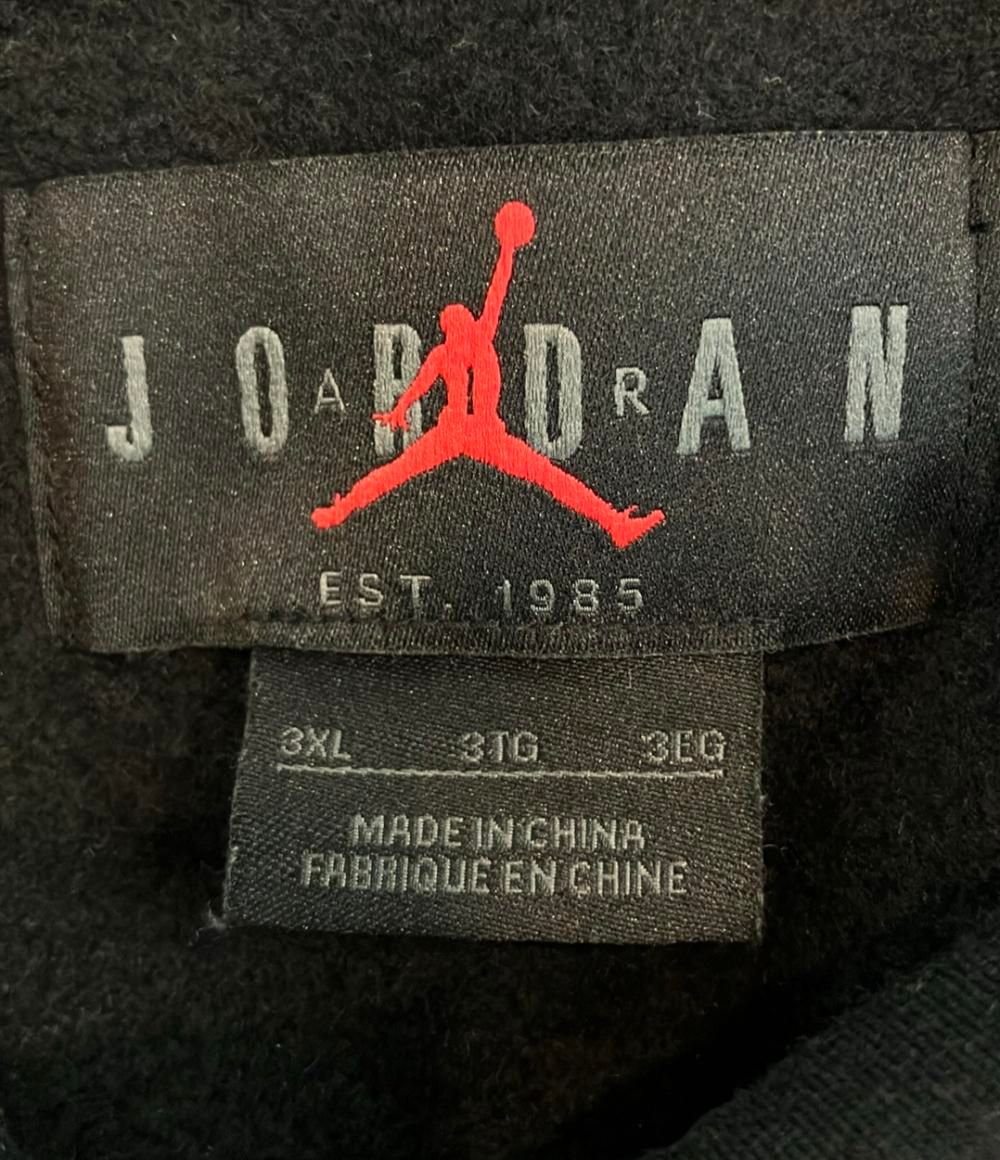 JORDAN
AIR
EST. 1985
3XL 3TG 3EG
MADE IN CHINA
FABRIQUE EN CHINE